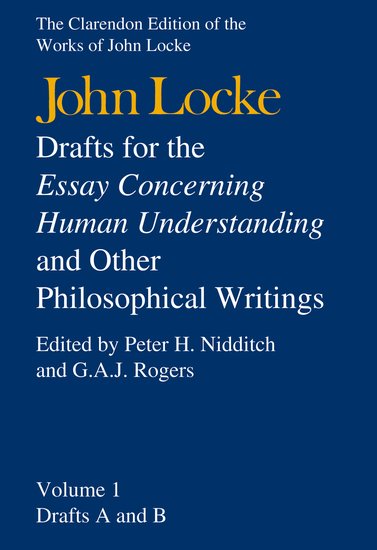 The Clarendon Edition of the
Works of John Locke
John Locke
Drafts for the
Essay Concerning
Human Understanding
and Other
Philosophical Writings
Edited by Peter H. Nidditch
and G.A.J. Rogers
Volume 1
Drafts A and B